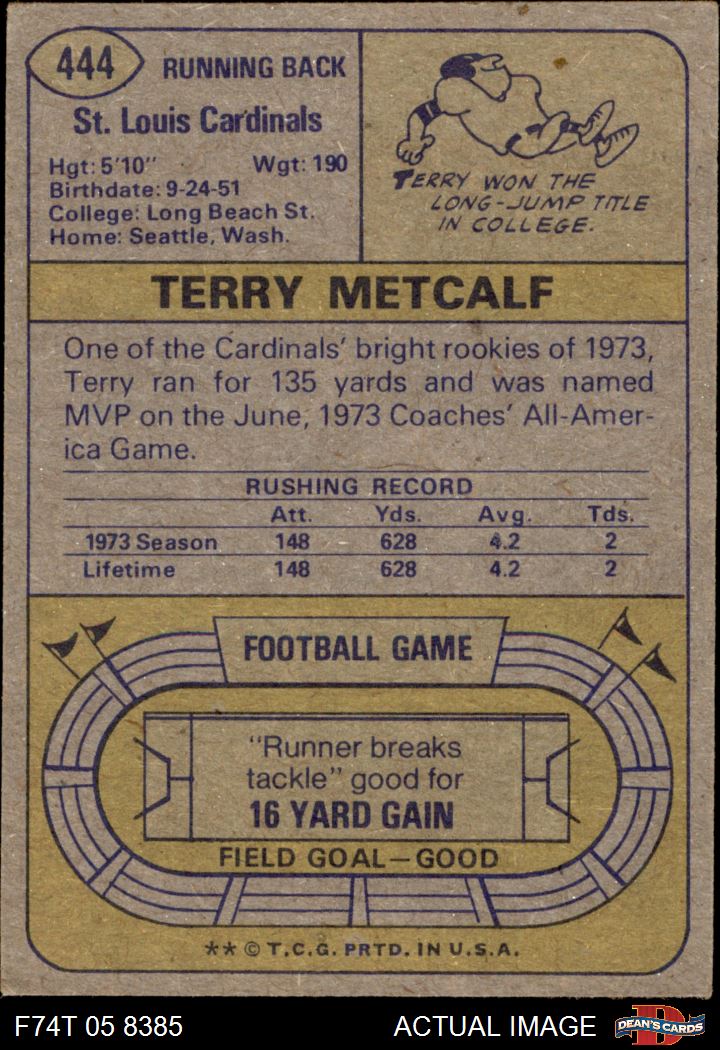 444
RUNNING BACK
St. Louis Cardinals
Hgt: 5'10" Wgt: 190
Birthdate: 9-24-51
College: Long Beach St.
Home: Seattle, Wash.
TERRY WON THE
LONG-JUMP TITLE
IN COLLEGE.
TERRY METCALF
One of the Cardinals' bright rookies of 1973,
Terry ran for 135 yards and was named
MVP on the June, 1973 Coaches' All-Amer-
ica Game.
RUSHING RECORD
Att. Yds. Avg. Tds.
1973 Season 148 628 4.2 2
Lifetime 148 628 4.2 2
FOOTBALL GAME
"Runner breaks
tackle" good for
16 YARD GAIN
FIELD GOAL—GOOD
** © T.C.G. PRTD. IN U.S.A.
F74T 05 8385 ACTUAL IMAGE
D
DEAN'S CARDS